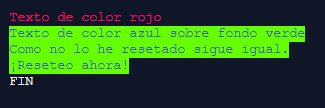 Texto de color rojo
Texto de color azul sobre fondo verde
Como no lo he resetado sigue igual.
¡Reseteo ahora!
FIN